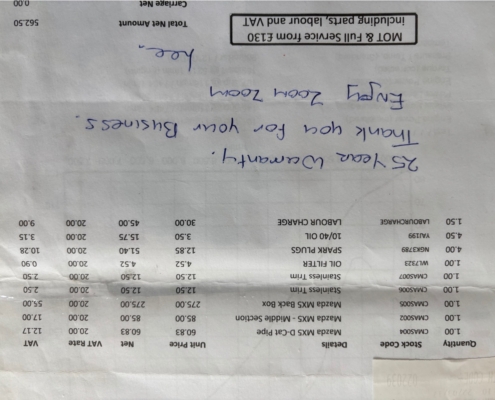 Quantity Stock Code Details Unit Price Net VAT Rate VAT
1.00 CMAS004 Mazda MX5 C-D Cat Pipe 60.83 60.83 20.00 12.17
1.00 CMAS002 Mazda MX5 - Middle Section 85.00 85.00 20.00 17.00
1.00 CMAS005 Mazda MX5 Back Box 275.00 275.00 20.00 55.00
1.00 CMAS006 Stainless Trim 12.50 12.50 20.00 2.50
1.00 CMAS007 Stainless Trim 12.50 12.50 20.00 2.50
1.00 WL7323 OIL FILTER 4.52 4.52 20.00 0.90
4.00 NGK3789 SPARK PLUGS 12.85 51.40 20.00 10.28
4.50 YAL199 10/40 OIL 3.50 15.75 20.00 3.15
1.50 LABOURCHARGE LABOUR CHARGE 30.00 45.00 20.00 9.00
25 Year Warranty.
Thank you for your Business.
Enjoy Zoom Zoom
Lee.
MOT & Full Service from £130
including parts, labour and VAT
Total Net Amount 562.50
Carriage Net 0.00